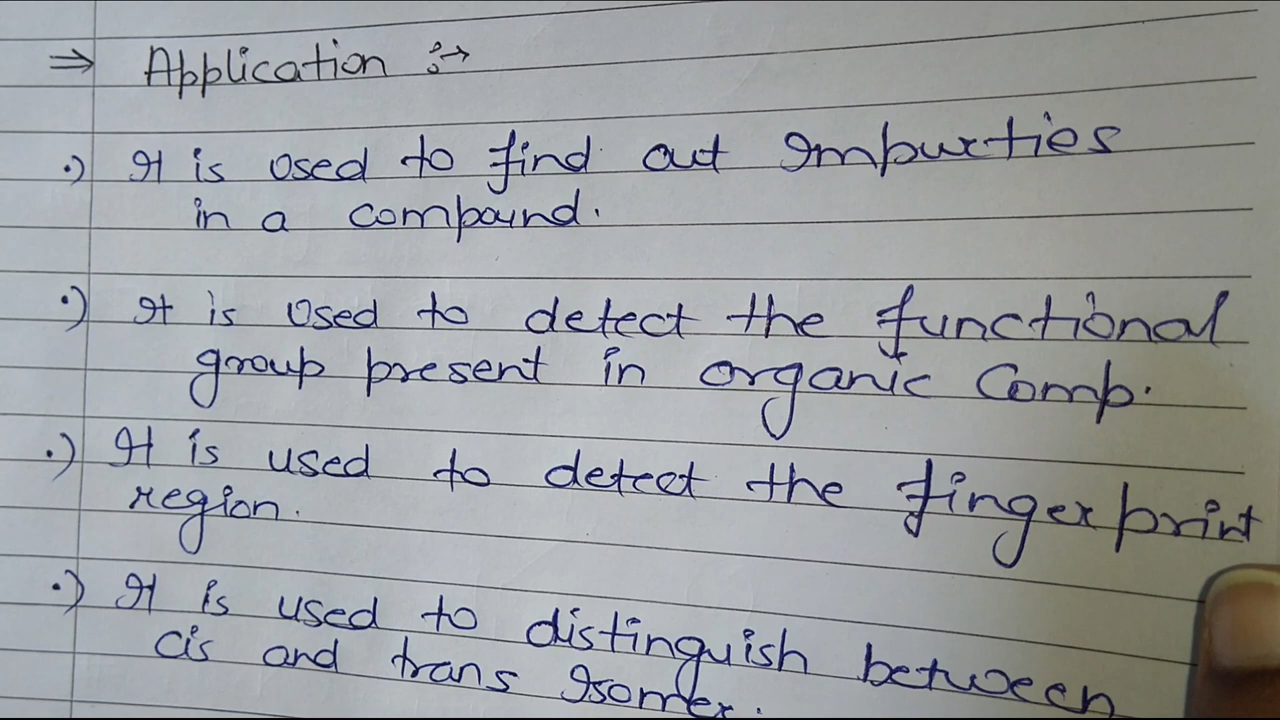 ⇒ Application :→
•) It is used to find out Impurties
in a compound.
•) It is used to detect the functional
group present in organic Comp.
•) It is used to detect the fingerprint
region.
•) It is used to distinguish between
Cis and trans Isomer.